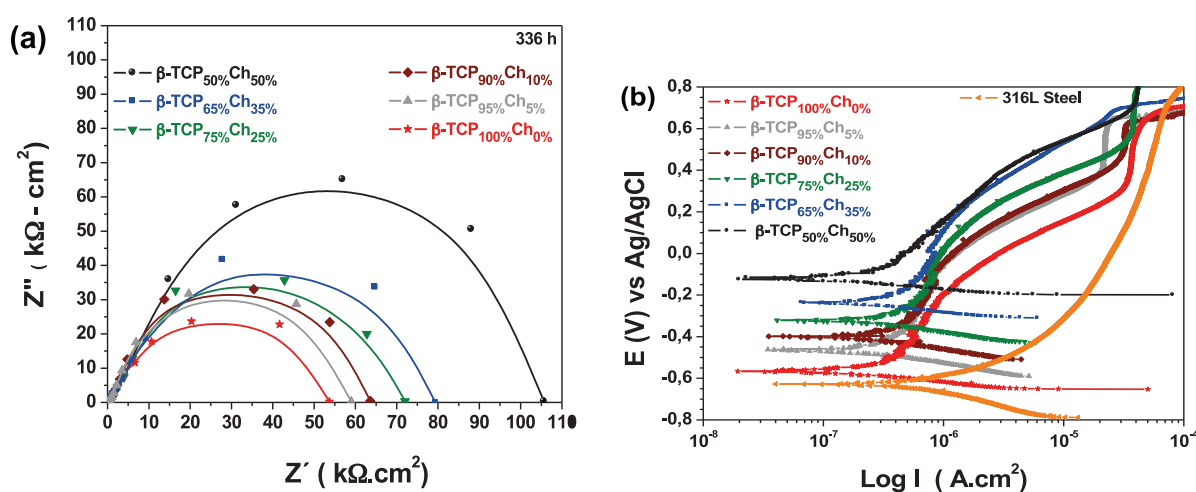 (a)
110
100
90
80
70
60
50
40
30
20
10
0
Z'' ( kΩ - cm² )
336 h
β-TCP50%Ch50%
β-TCP65%Ch35%
β-TCP75%Ch25%
β-TCP90%Ch10%
β-TCP95%Ch5%
β-TCP100%Ch0%
0 10 20 30 40 50 60 70 80 90 100 110
Z´ ( kΩ.cm²)
(b)
0.8
0.6
0.4
0.2
0.0
-0.2
-0.4
-0.6
-0.8
E (V) vs Ag/AgCl
β-TCP100%Ch0%
β-TCP95%Ch5%
β-TCP90%Ch10%
β-TCP75%Ch25%
β-TCP65%Ch35%
β-TCP50%Ch50%
316L Steel
10⁻⁸ 10⁻⁷ 10⁻⁶ 10⁻⁵ 10⁻⁴
Log I ( A.cm²)